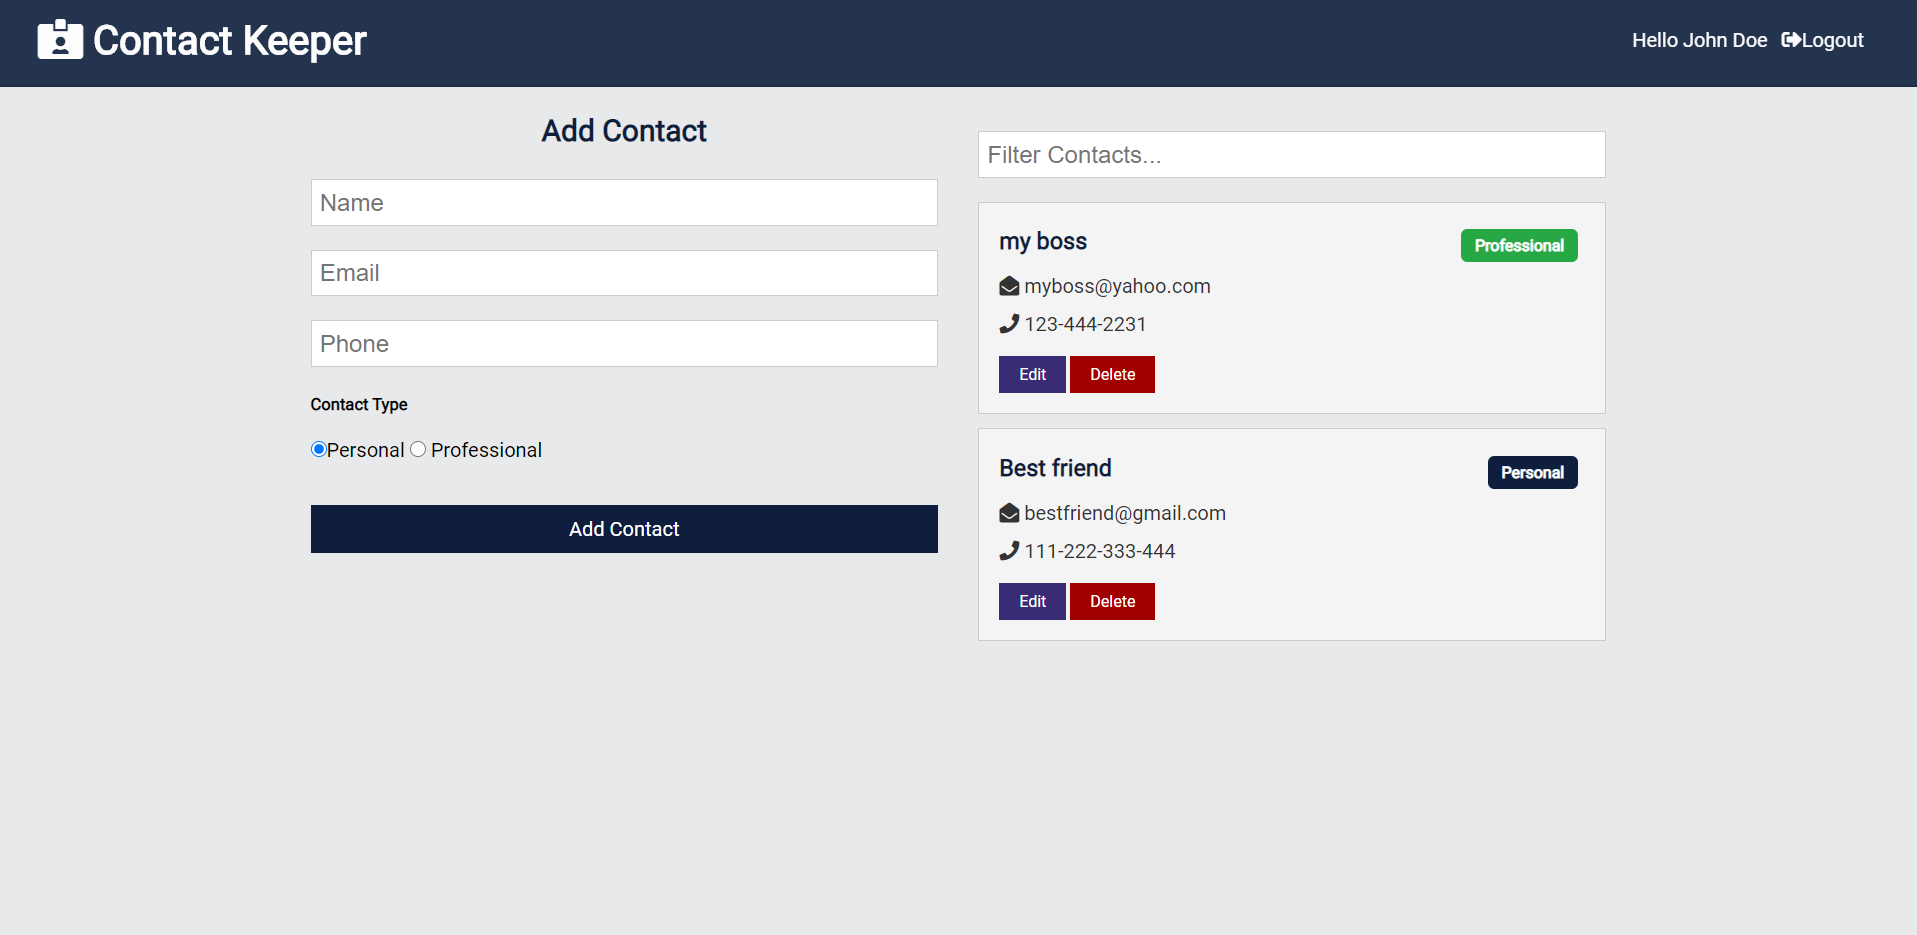 Contact Keeper
Hello John Doe Logout
Add Contact
Name
Email
Phone
Contact Type
Personal Professional
Add Contact
Filter Contacts...
my boss
Professional
myboss@yahoo.com
123-444-2231
Edit Delete
Best friend
Personal
bestfriend@gmail.com
111-222-333-444
Edit Delete